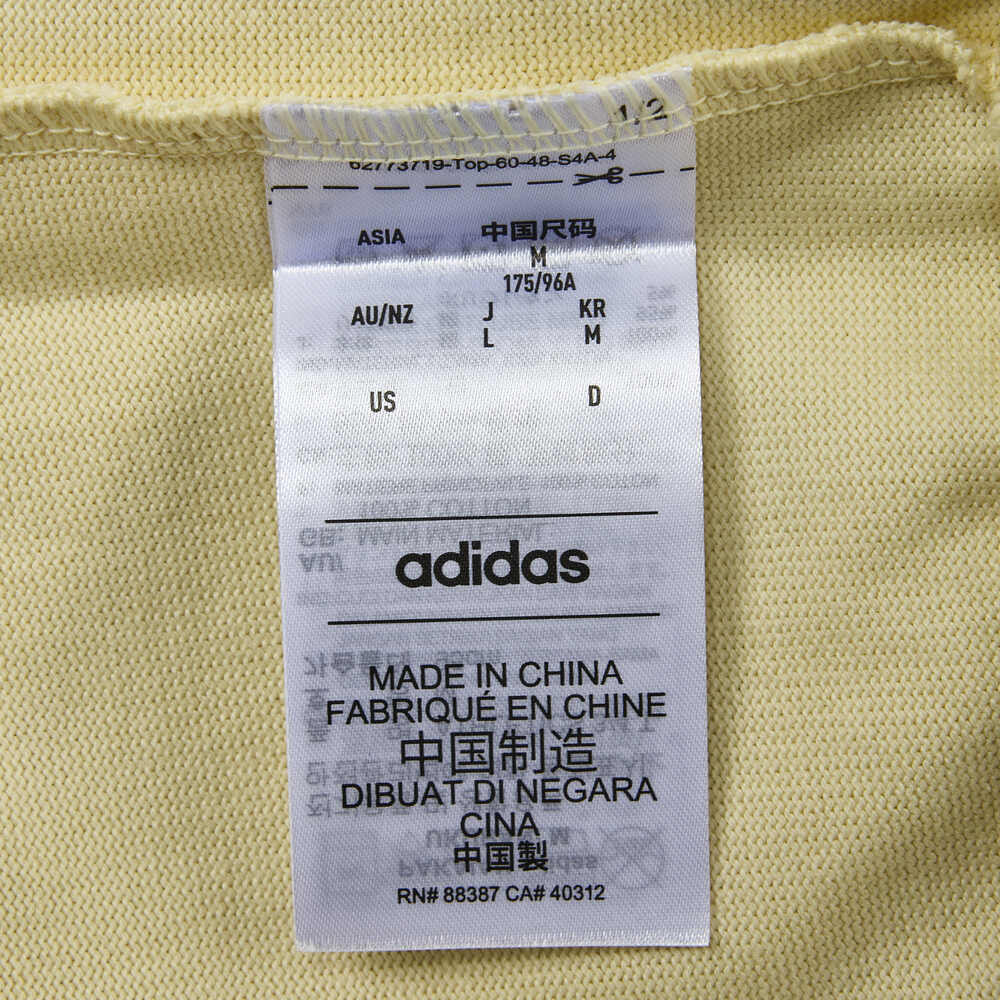 1/2
62773719-Top-60-48-S4A-4
ASIA 中国尺码
M
175/96A
AU/NZ J KR
L M
US D
adidas
MADE IN CHINA
FABRIQUÉ EN CHINE
中国制造
DIBUAT DI NEGARA
CINA
中国製
RN# 88387 CA# 40312